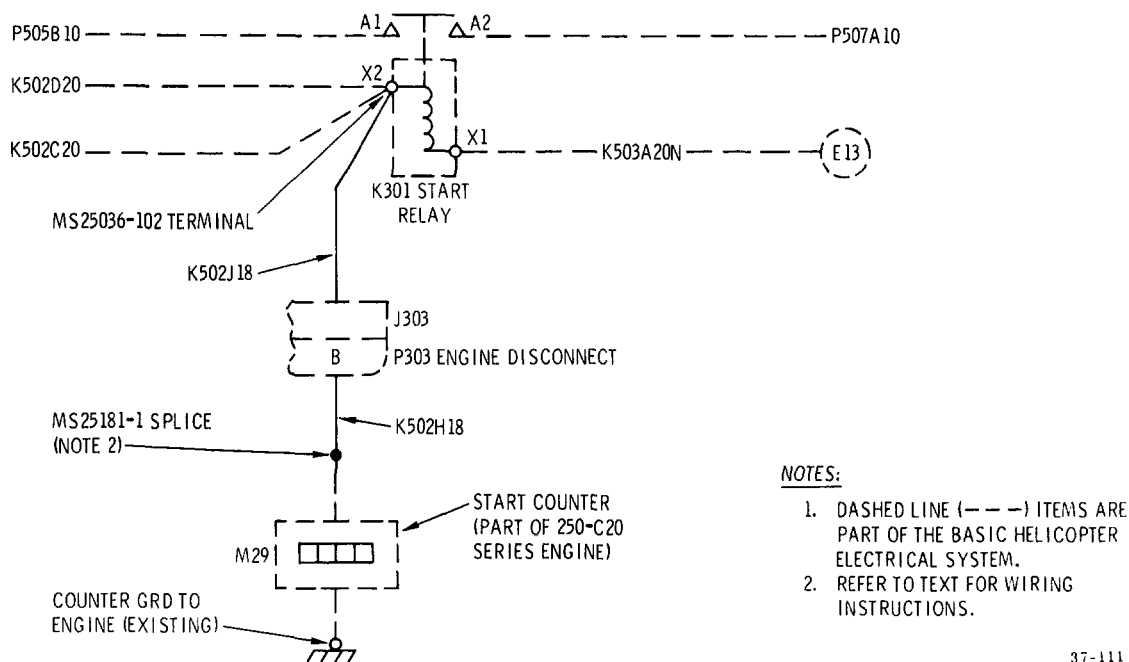 P505B10
A1
A2
P507A10
K502D20
X2
K502C20
X1
K503A20N
E13
K301 START
RELAY
MS25036-102 TERMINAL
K502J18
J303
B
P303 ENGINE DISCONNECT
MS25181-1 SPLICE
(NOTE 2)
K502H18
START COUNTER
(PART OF 250-C20
SERIES ENGINE)
M29
COUNTER GRD TO
ENGINE (EXISTING)
NOTES:
1. DASHED LINE (– – –) ITEMS ARE
PART OF THE BASIC HELICOPTER
ELECTRICAL SYSTEM.
2. REFER TO TEXT FOR WIRING
INSTRUCTIONS.
37-111